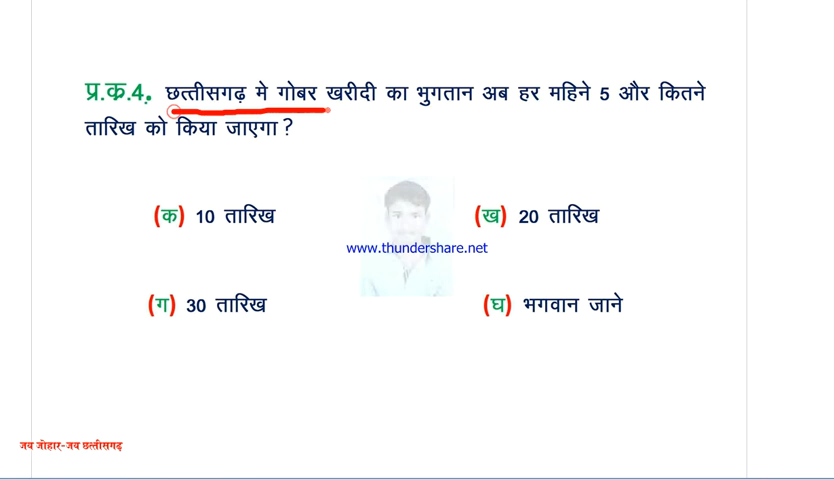 प्र.क्र.4. छत्तीसगढ़ मे गोबर खरीदी का भुगतान अब हर महिने 5 और कितने
तारिख को किया जाएगा ?
(क) 10 तारिख (ख) 20 तारिख
www.thundershare.net
(ग) 30 तारिख (घ) भगवान जाने
जय जोहार-जय छत्तीसगढ़